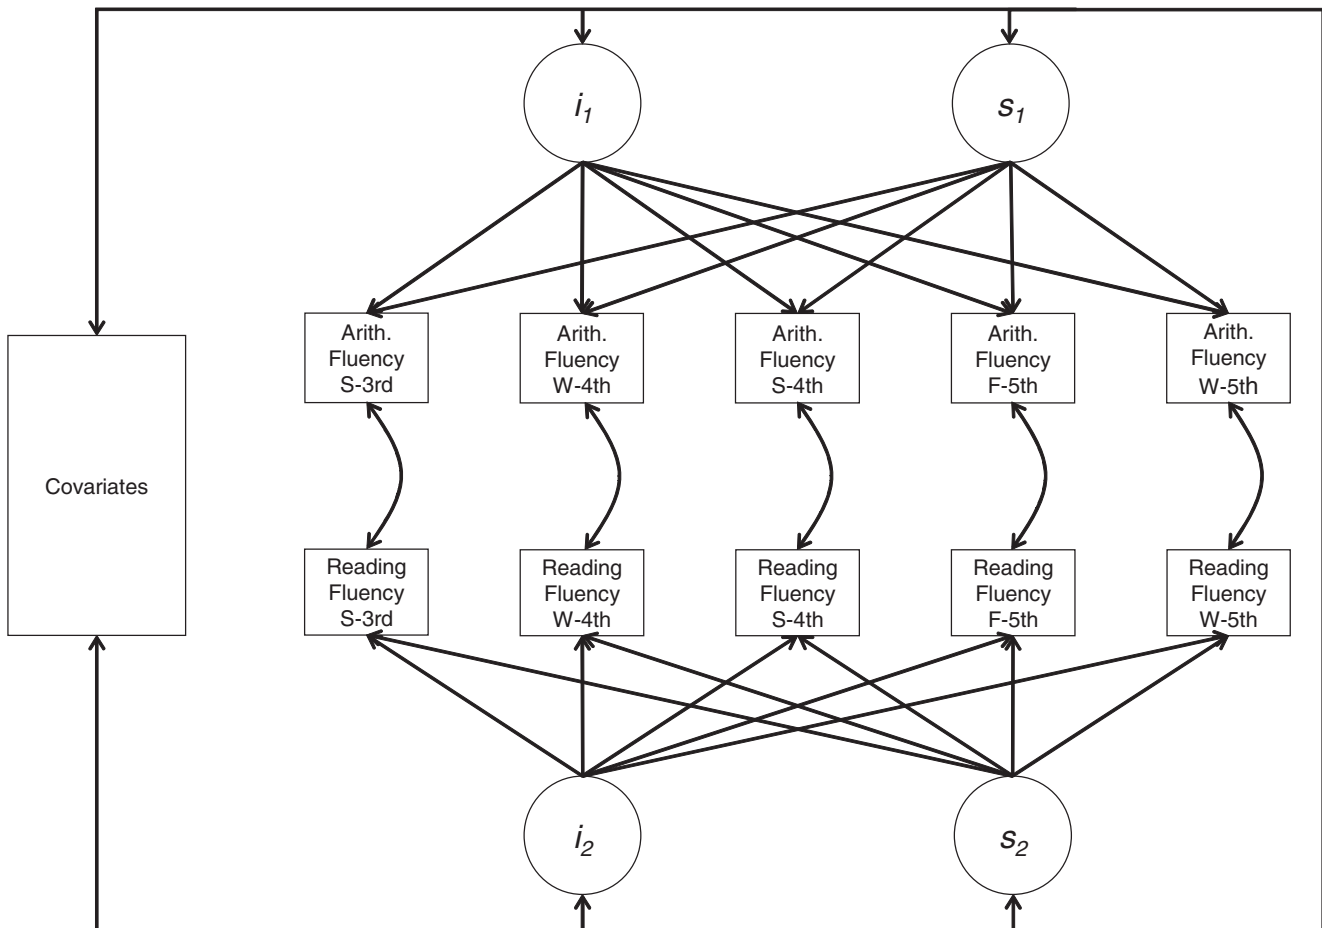 i1
s1
Arith.
Fluency
S-3rd
Arith.
Fluency
W-4th
Arith.
Fluency
S-4th
Arith.
Fluency
F-5th
Arith.
Fluency
W-5th
Covariates
Reading
Fluency
S-3rd
Reading
Fluency
W-4th
Reading
Fluency
S-4th
Reading
Fluency
F-5th
Reading
Fluency
W-5th
i2
s2